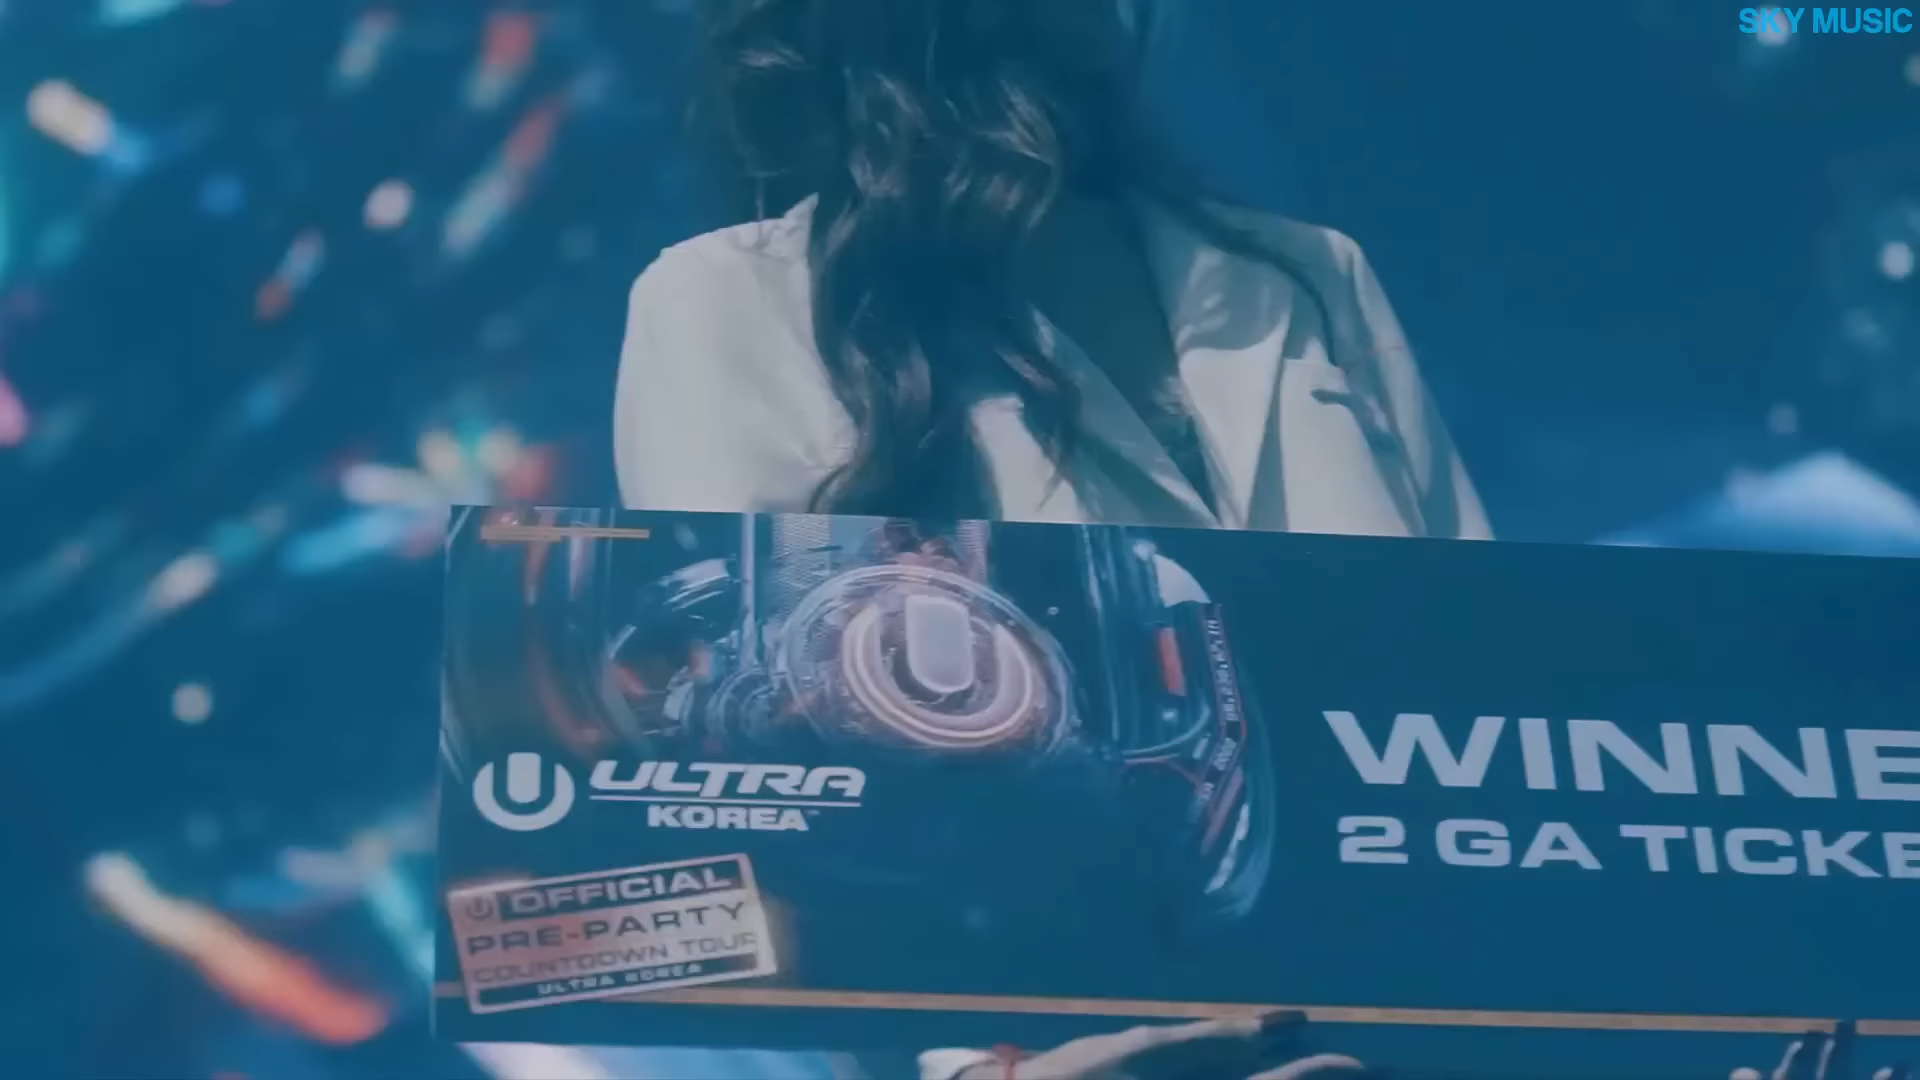 SKY MUSIC
ULTRA
KOREA
WINNE
2 GA TICKE
OFFICIAL
PRE-PARTY
COUNTDOWN TOUR
ULTRA KOREA